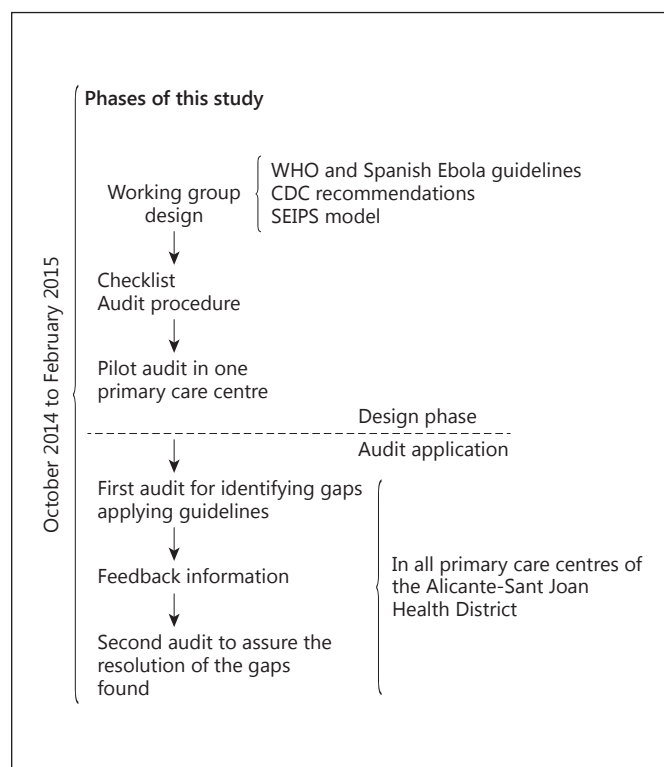 Phases of this study
October 2014 to February 2015
Working group
design
WHO and Spanish Ebola guidelines
CDC recommendations
SEIPS model
Checklist
Audit procedure
Pilot audit in one
primary care centre
Design phase
Audit application
First audit for identifying gaps
applying guidelines
Feedback information
Second audit to assure the
resolution of the gaps
found
In all primary care centres of
the Alicante-Sant Joan
Health District